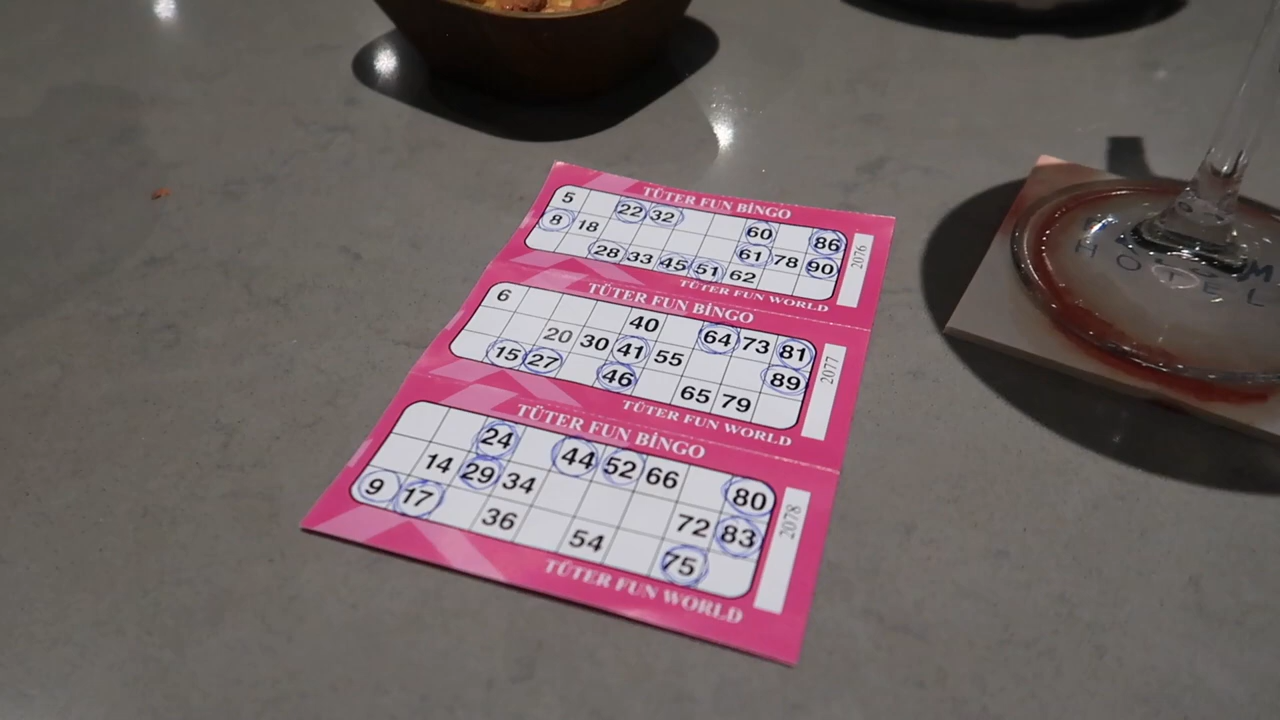 TÜTER FUN BİNGO
5 22 32 60 86
8 18 61 78 90
28 33 45 51 62
2076
TÜTER FUN WORLD
TÜTER FUN BİNGO
6 40 64 73 81
20 30 41 55 89
15 27 46 65 79
2077
TÜTER FUN WORLD
TÜTER FUN BİNGO
24 44 52 66 80
14 29 34 72 83
9 17 36 54 75
2078
TÜTER FUN WORLD
HOTEL